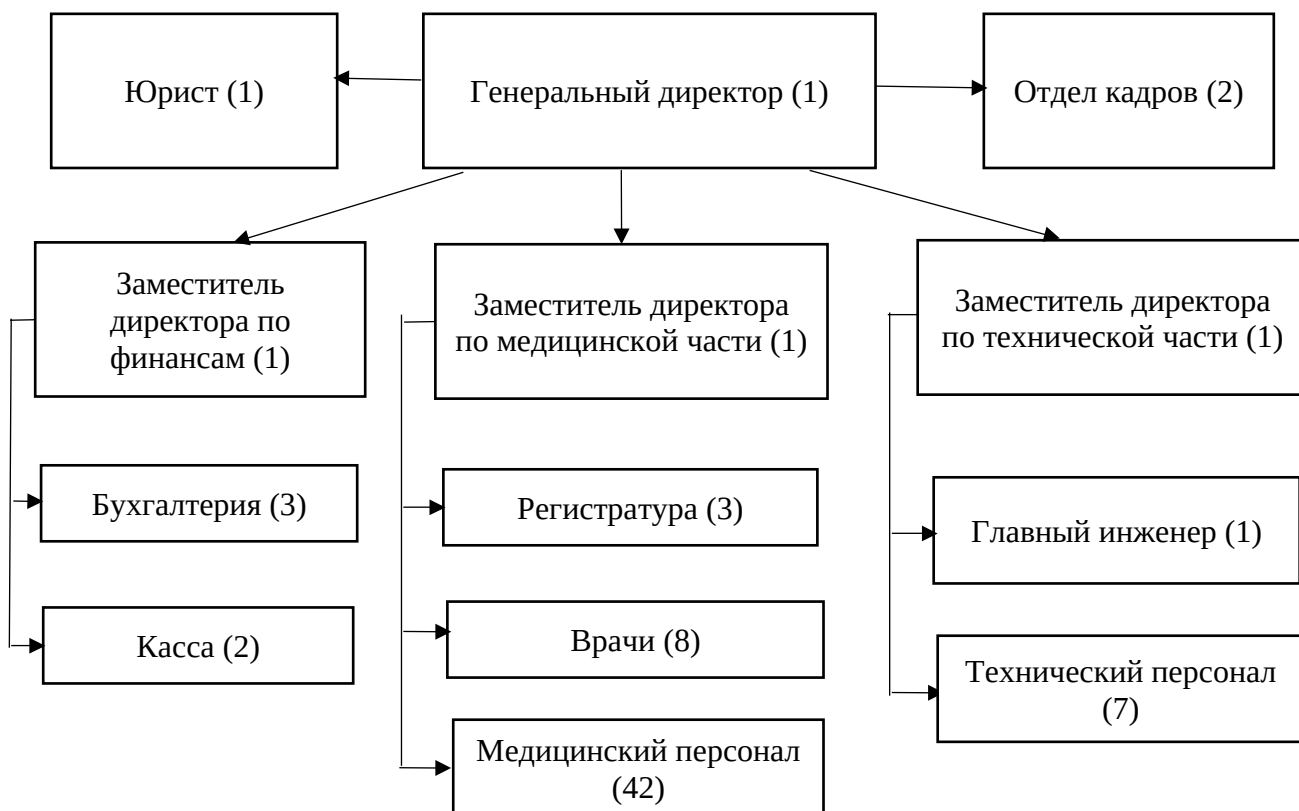 Юрист (1)
Генеральный директор (1)
Отдел кадров (2)
Заместитель
директора по
финансам (1)
Заместитель директора
по медицинской части (1)
Заместитель директора
по технической части (1)
Бухгалтерия (3)
Касса (2)
Регистратура (3)
Врачи (8)
Медицинский персонал
(42)
Главный инженер (1)
Технический персонал
(7)